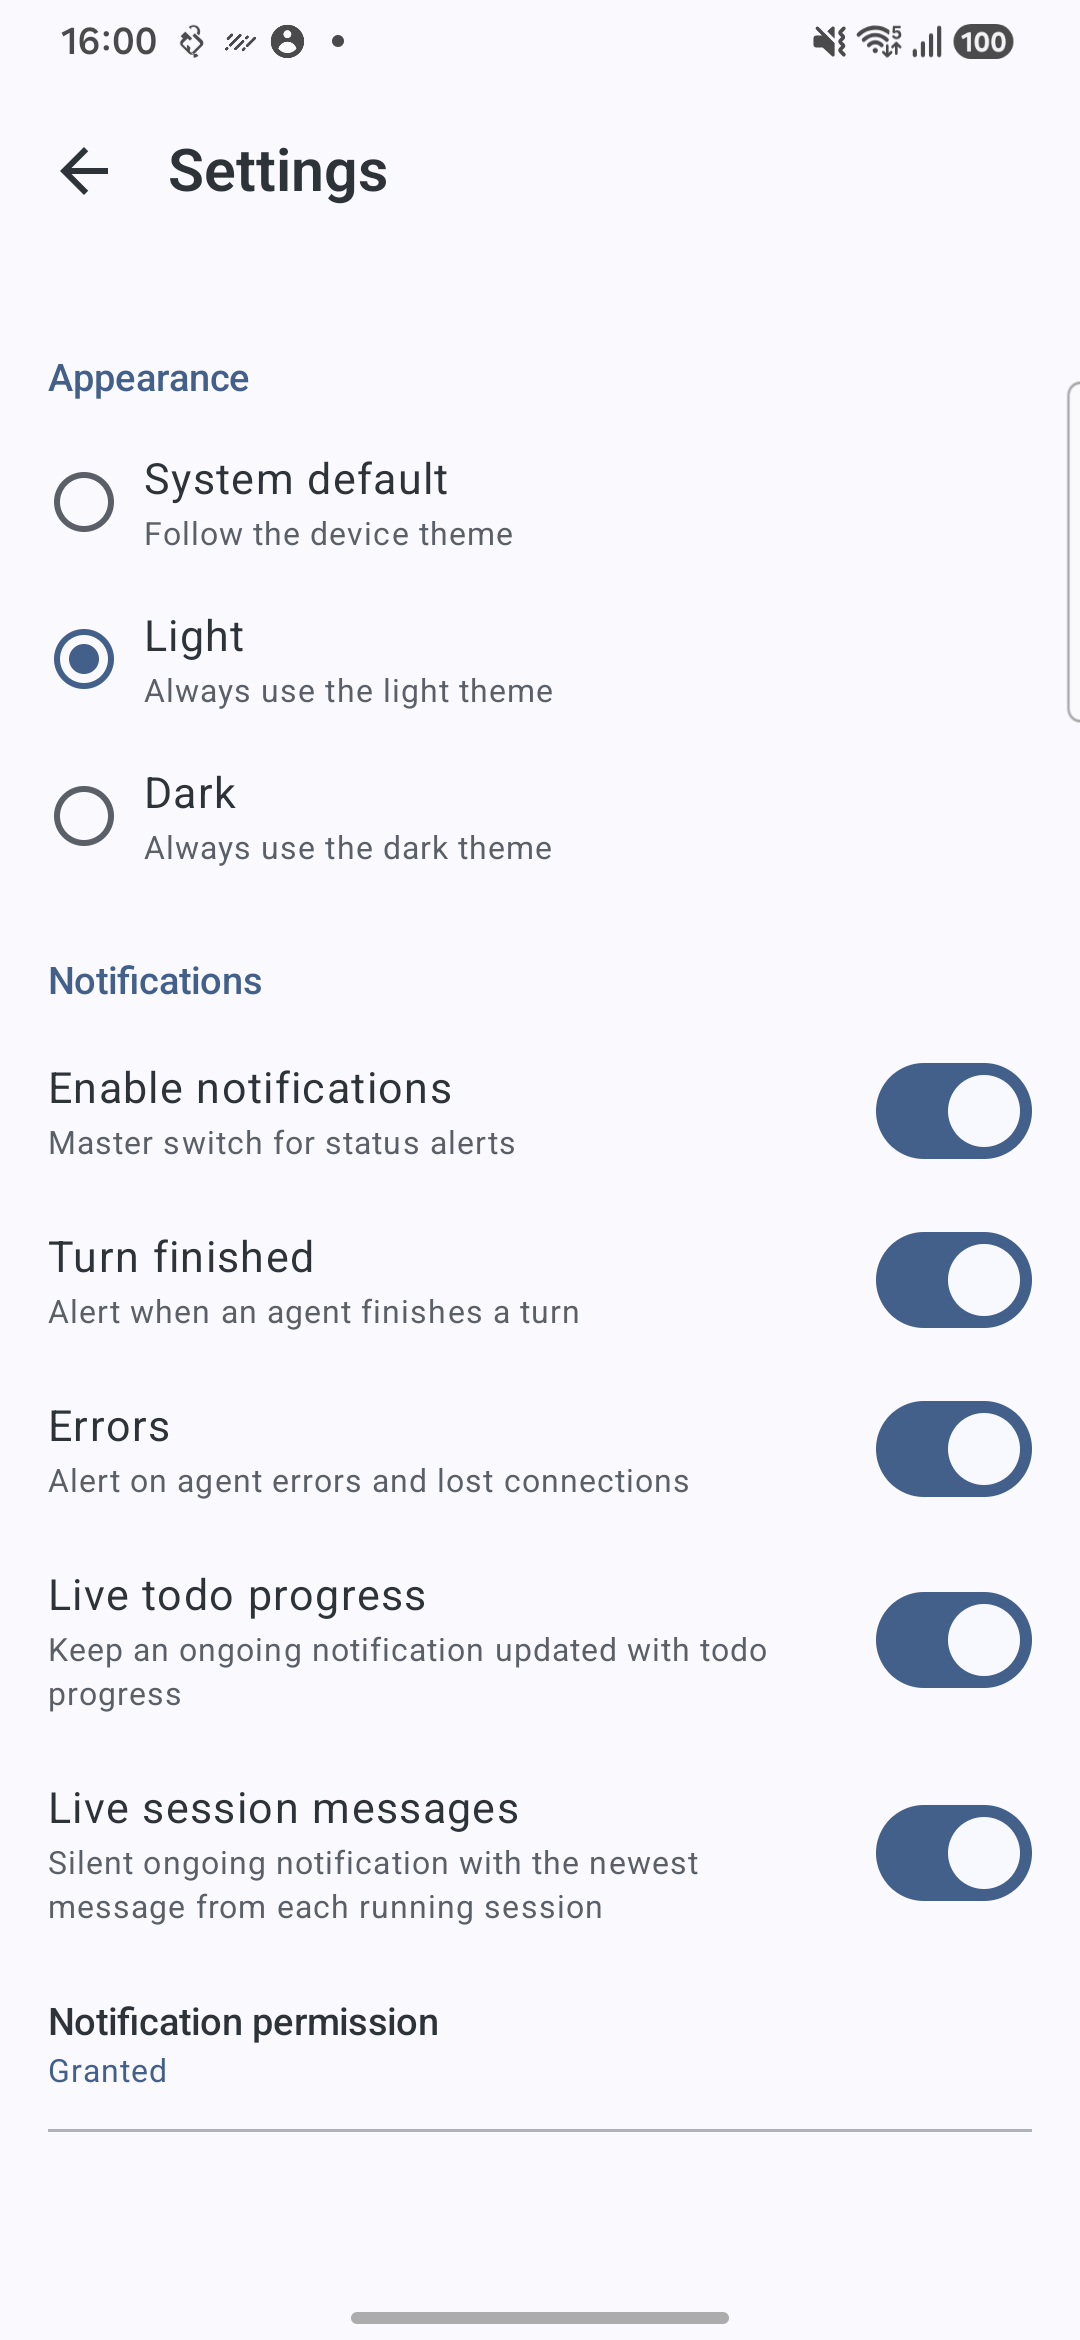 16:00
5
100
Settings
Appearance
System default
Follow the device theme
Light
Always use the light theme
Dark
Always use the dark theme
Notifications
Enable notifications
Master switch for status alerts
Turn finished
Alert when an agent finishes a turn
Errors
Alert on agent errors and lost connections
Live todo progress
Keep an ongoing notification updated with todo
progress
Live session messages
Silent ongoing notification with the newest
message from each running session
Notification permission
Granted